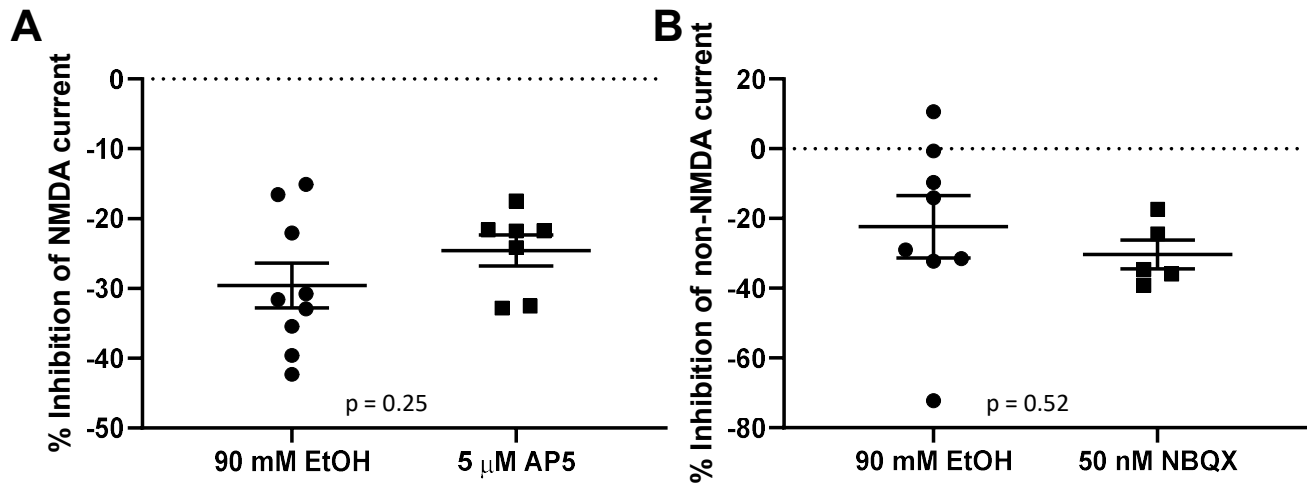 A
% Inhibition of NMDA current
0
-10
-20
-30
-40
-50
p = 0.25
90 mM EtOH
5 μM AP5
B
% Inhibition of non-NMDA current
20
0
-20
-40
-60
-80
p = 0.52
90 mM EtOH
50 nM NBQX